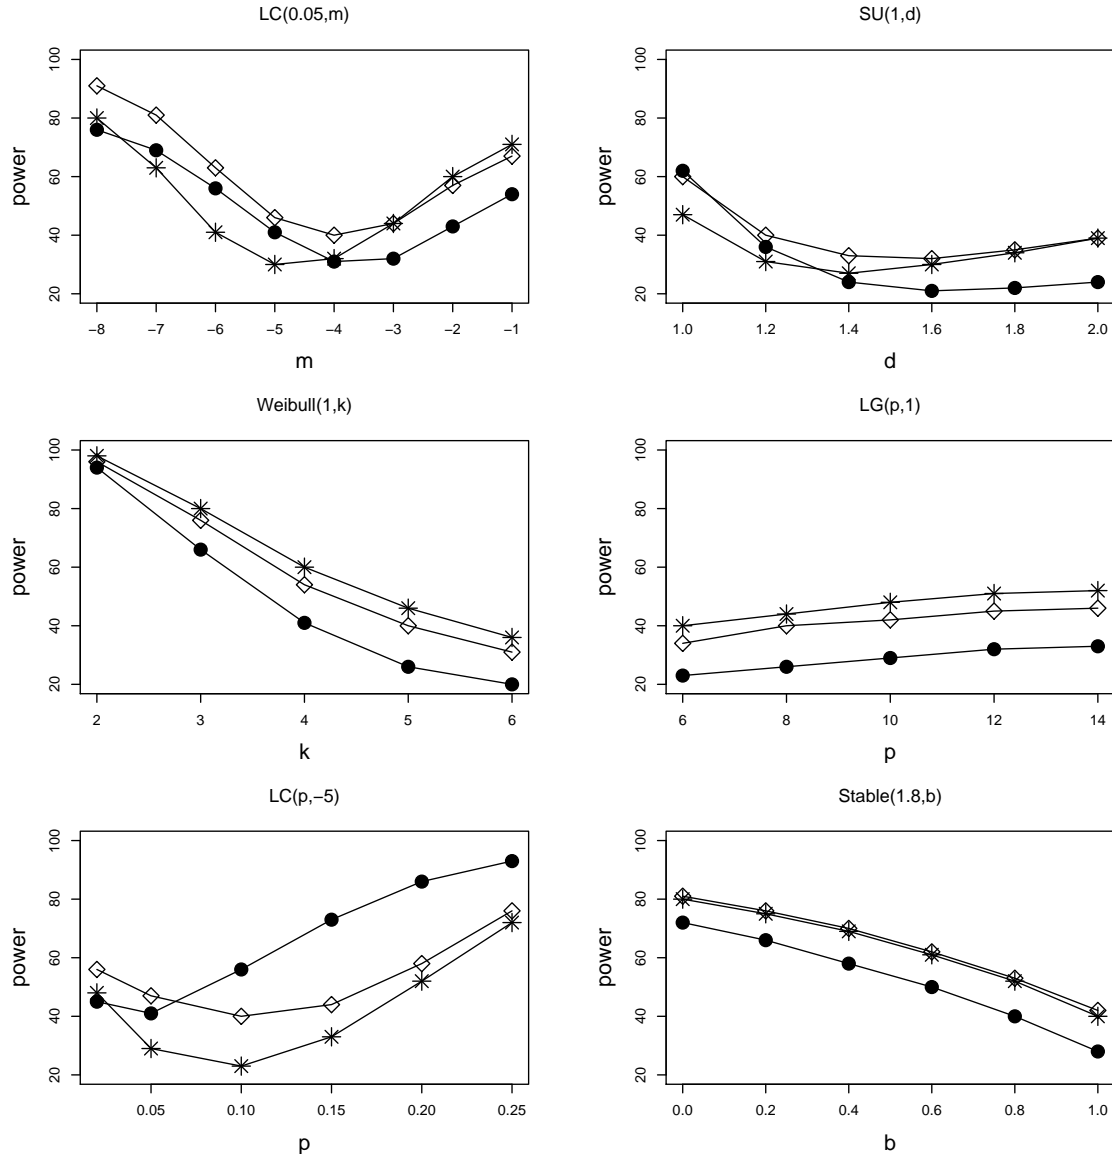 LC(0.05,m)
power
20 40 60 80 100
−8 −7 −6 −5 −4 −3 −2 −1
m
SU(1,d)
power
20 40 60 80 100
1.0 1.2 1.4 1.6 1.8 2.0
d
Weibull(1,k)
power
20 40 60 80 100
2 3 4 5 6
k
LG(p,1)
power
20 40 60 80 100
6 8 10 12 14
p
LC(p,−5)
power
20 40 60 80 100
0.05 0.10 0.15 0.20 0.25
p
Stable(1.8,b)
power
20 40 60 80 100
0.0 0.2 0.4 0.6 0.8 1.0
b